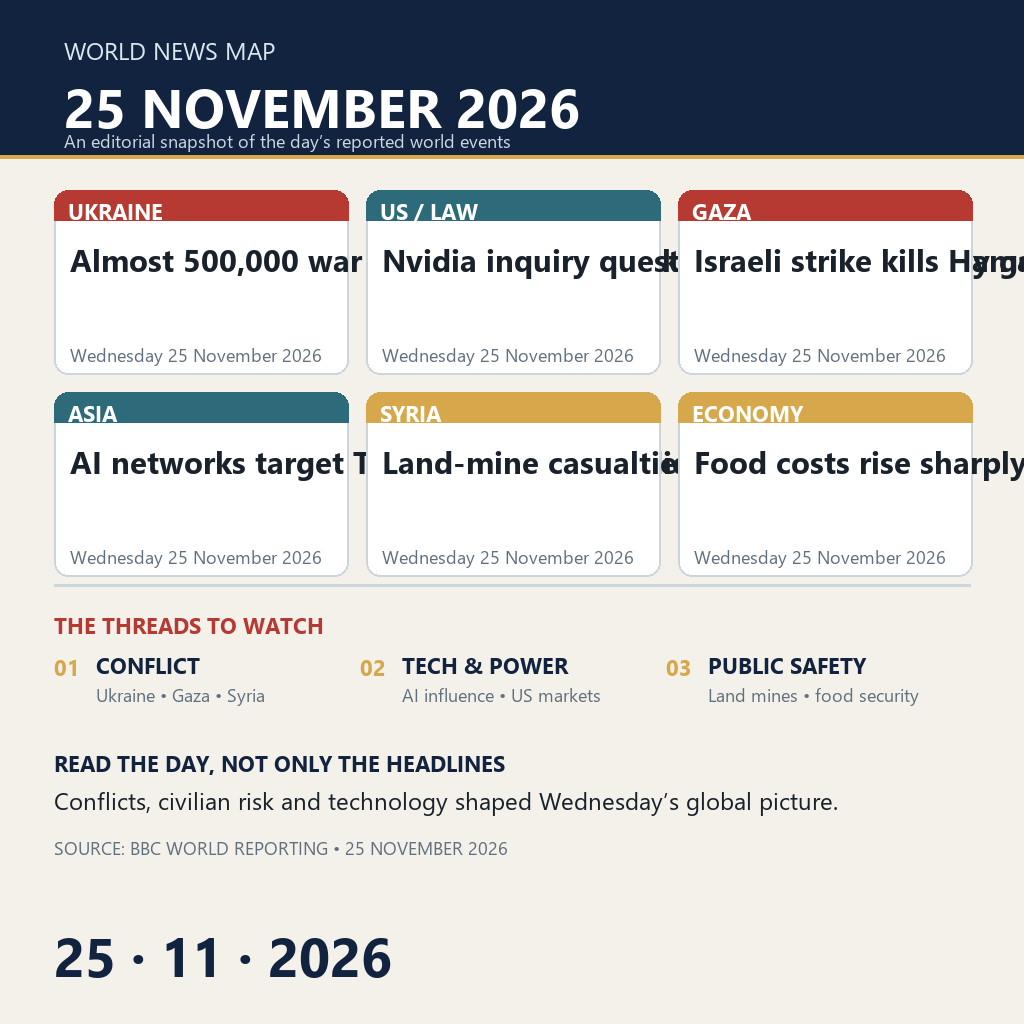 WORLD NEWS MAP
25 NOVEMBER 2026
An editorial snapshot of the day’s reported world events
UKRAINE
US / LAW
GAZA
Almost 500,000 war
Nvidia inquiry
Israeli strike kills
Wednesday 25 November 2026
Wednesday 25 November 2026
Wednesday 25 November 2026
ASIA
SYRIA
ECONOMY
AI networks target T
Land-mine
Food costs rise sharply
Wednesday 25 November 2026
Wednesday 25 November 2026
Wednesday 25 November 2026
THE THREADS TO WATCH
01 CONFLICT
Ukraine • Gaza • Syria
02 TECH & POWER
AI influence • US markets
03 PUBLIC SAFETY
Land mines • food security
READ THE DAY, NOT ONLY THE HEADLINES
Conflicts, civilian risk and technology shaped Wednesday’s global picture.
SOURCE: BBC WORLD REPORTING • 25 NOVEMBER 2026
25 · 11 · 2026